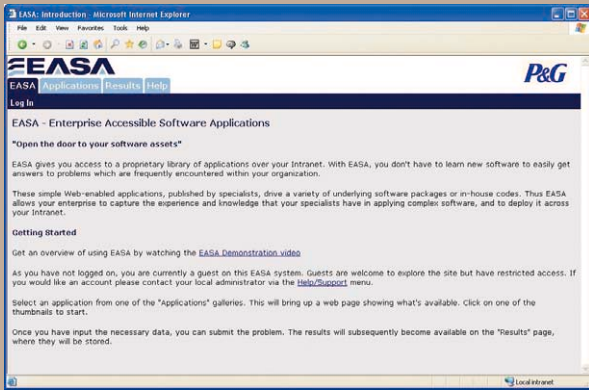 EASA: Introduction - Microsoft Internet Explorer
File Edit View Favorites Tools Help
EASA
P&G
EASA Applications Results Help
Log In
EASA - Enterprise Accessible Software Applications
"Open the door to your software assets"
EASA gives you access to a proprietary library of applications over your Intranet. With EASA, you don't have to learn new software to easily get
answers to problems which are frequently encountered within your organization.
These simple Web-enabled applications, published by specialists, drive a variety of underlying software packages or in-house codes. Thus EASA
allows your enterprise to capture the experience and knowledge that your specialists have in applying complex software, and to deploy it across
your Intranet.
Getting Started
Get an overview of using EASA by watching the EASA Demonstration video
As you have not logged on, you are currently a guest on this EASA system. Guests are welcome to explore the site but have restricted access. If
you would like an account please contact your local administrator via the Help/Support menu.
Select an application from one of the "Applications" galleries. This will bring up a web page showing what's available. Click on one of the
thumbnails to start.
Once you have input the necessary data, you can submit the problem. The results will subsequently become available on the "Results" page,
where they will be stored.
Local intranet